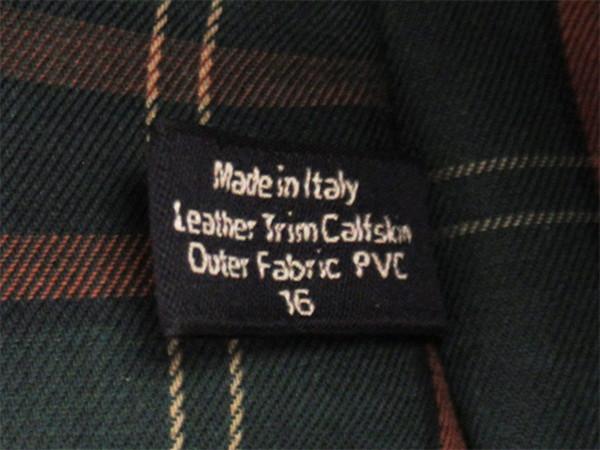 Made in Italy
Leather Trim Calfskin
Outer Fabric PVC
16